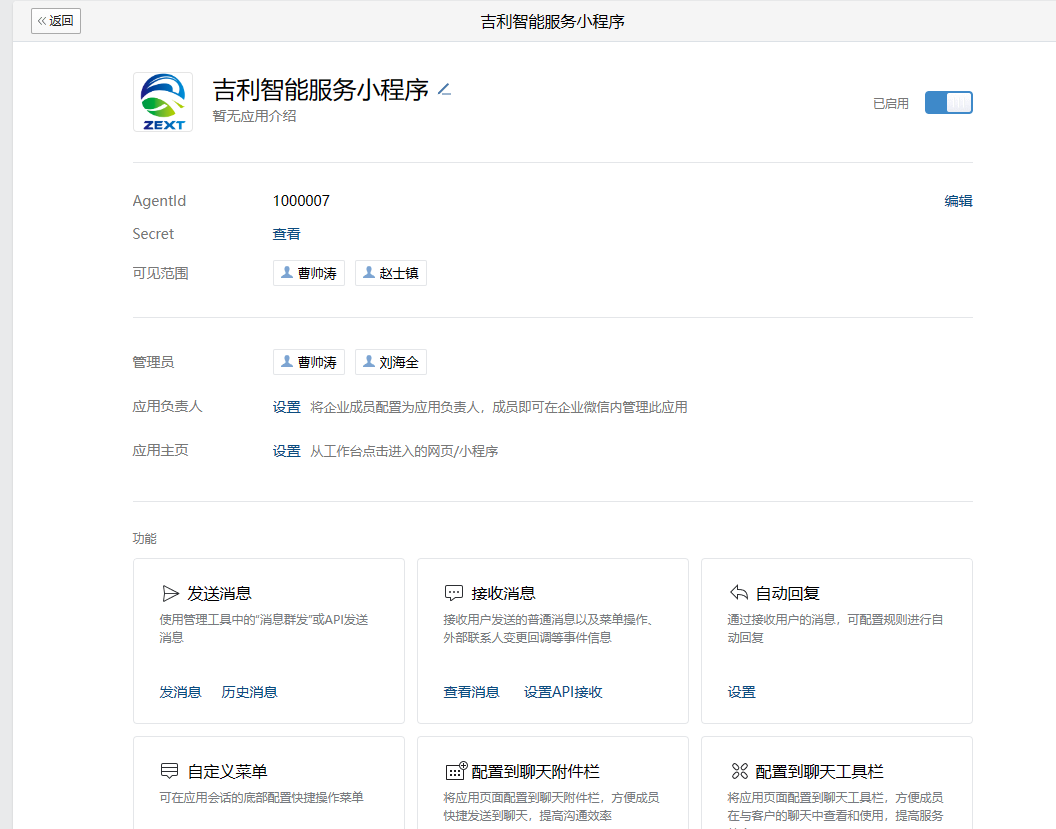 返回
吉利智能服务小程序
吉利智能服务小程序
暂无应用介绍
已启用
ZEXT
AgentId 1000007 编辑
Secret 查看
可见范围 曹帅涛 赵士镇
管理员 曹帅涛 刘海全
应用负责人 设置 将企业成员配置为应用负责人，成员即可在企业微信内管理此应用
应用主页 设置 从工作台点击进入的网页/小程序
功能
发送消息
使用管理工具中的“消息群发”或API发送
消息
发消息 历史消息
接收消息
接收用户发送的普通消息以及菜单操作、
外部联系人变更回调等事件信息
查看消息 设置API接收
自动回复
通过接收用户的消息，可配置规则进行自
动回复
设置
自定义菜单
可在应用会话的底部配置快捷操作菜单
配置到聊天附件栏
将应用页面配置到聊天附件栏，方便成员
快捷发送到聊天，提高沟通效率
配置到聊天工具栏
将应用页面配置到聊天工具栏，方便成员
在与客户的聊天中查看和使用，提高服务